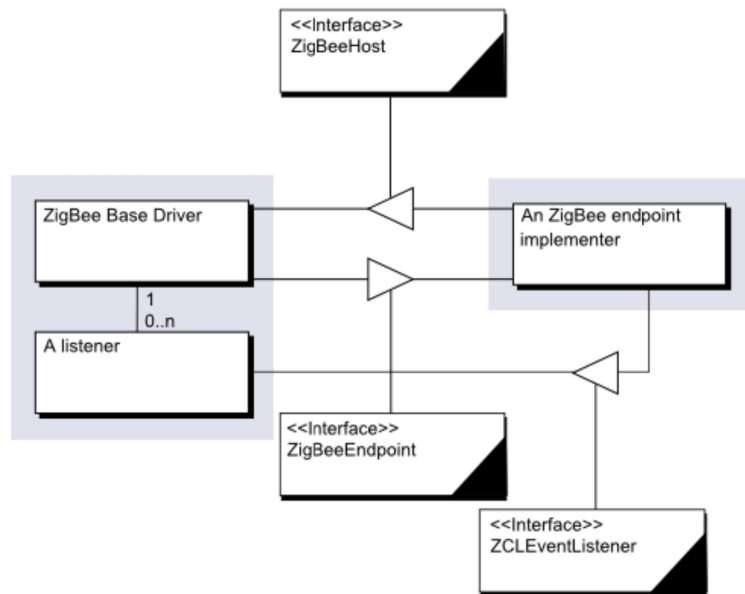 <<Interface>>
ZigBeeHost
ZigBee Base Driver
An ZigBee endpoint
implementer
1
0..n
A listener
<<Interface>>
ZigBeeEndpoint
<<Interface>>
ZCLEventListener